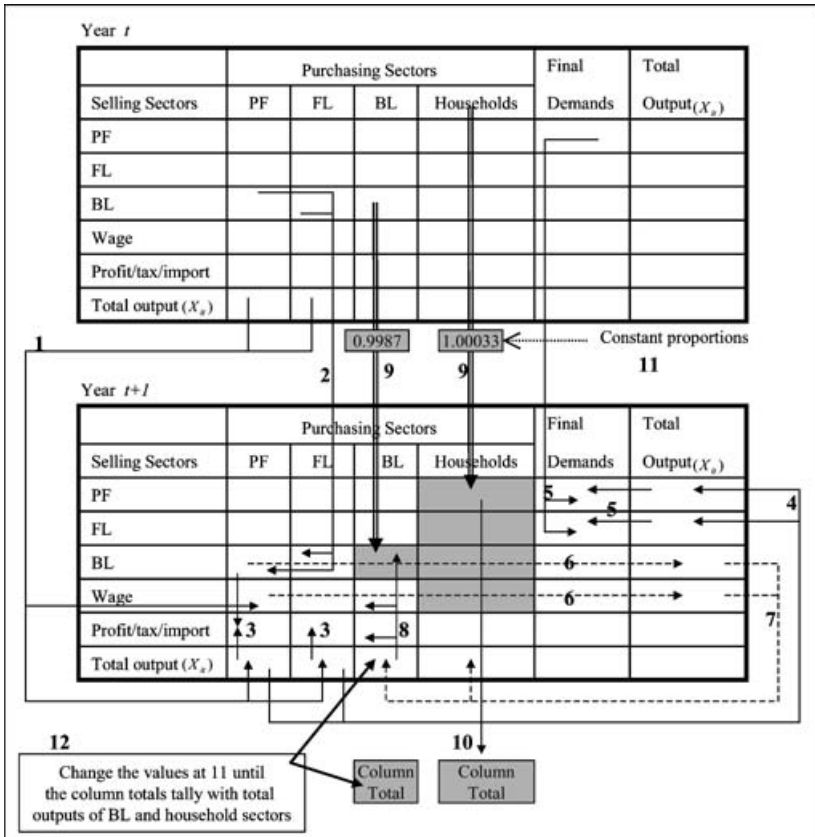 Year t
Purchasing Sectors Final Total
Selling Sectors PF FL BL Households Demands Output(Xₐ)
PF
FL
BL
Wage
Profit/tax/import
Total output (Xₐ)
1 0.9987 1.00033 Constant proportions
2 9 9 11
Year t+1
Purchasing Sectors Final Total
Selling Sectors PF FL BL Households Demands Output(Xₐ)
PF 5 4
FL 5
BL 6
Wage 6 7
Profit/tax/import 3 3 8
Total output (Xₐ)
12 10
Change the values at 11 until
the column totals tally with total
outputs of BL and household sectors
Column
Total
Column
Total